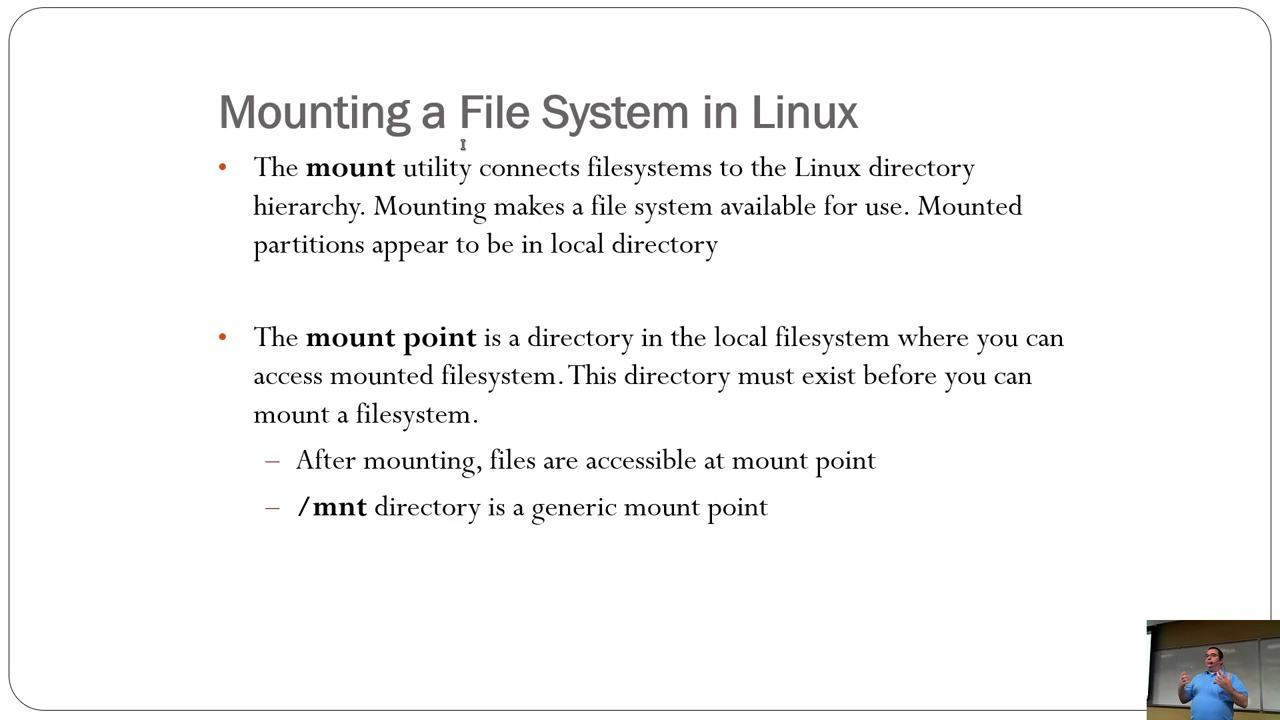 Mounting a File System in Linux
• The mount utility connects filesystems to the Linux directory
hierarchy. Mounting makes a file system available for use. Mounted
partitions appear to be in local directory
• The mount point is a directory in the local filesystem where you can
access mounted filesystem. This directory must exist before you can
mount a filesystem.
– After mounting, files are accessible at mount point
– /mnt directory is a generic mount point